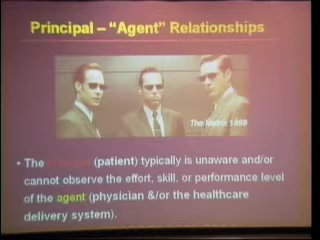 Principal – “Agent” Relationships
The Matrix 1999
• The principal (patient) typically is unaware and/or
cannot observe the effort, skill, or performance level
of the agent (physician &/or the healthcare
delivery system).